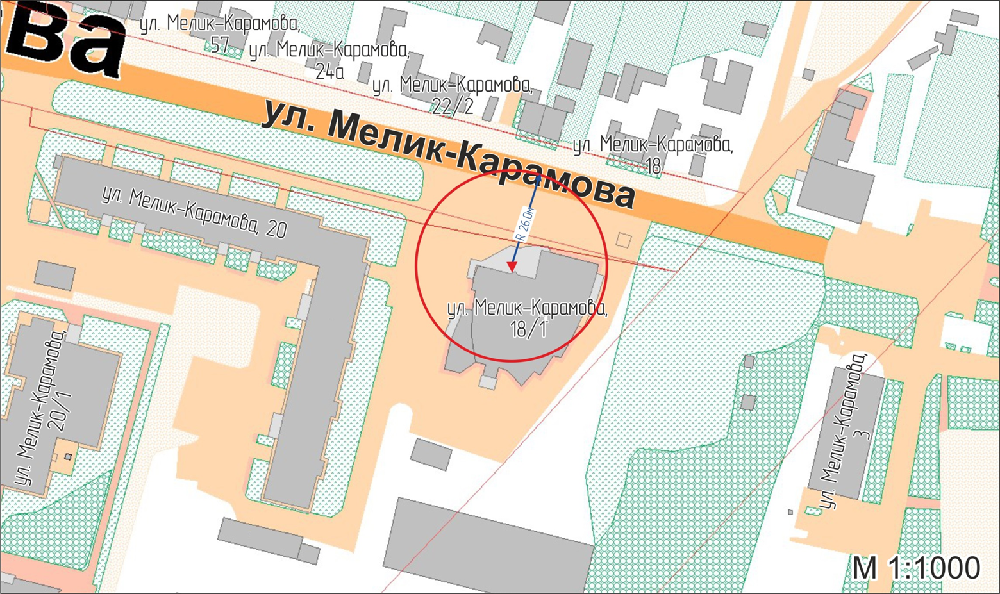 ова
ул. Мелик-Карамова,
57
ул. Мелик-Карамова,
24а
ул. Мелик-Карамова,
22/2
ул. Мелик-Карамова
ул. Мелик-Карамова,
18
ул. Мелик-Карамова, 20
R 26.0м
ул. Мелик-Карамова,
18/1
ул. Мелик-Карамова,
20/1
ул. Мелик-Карамова,
3
М 1:1000